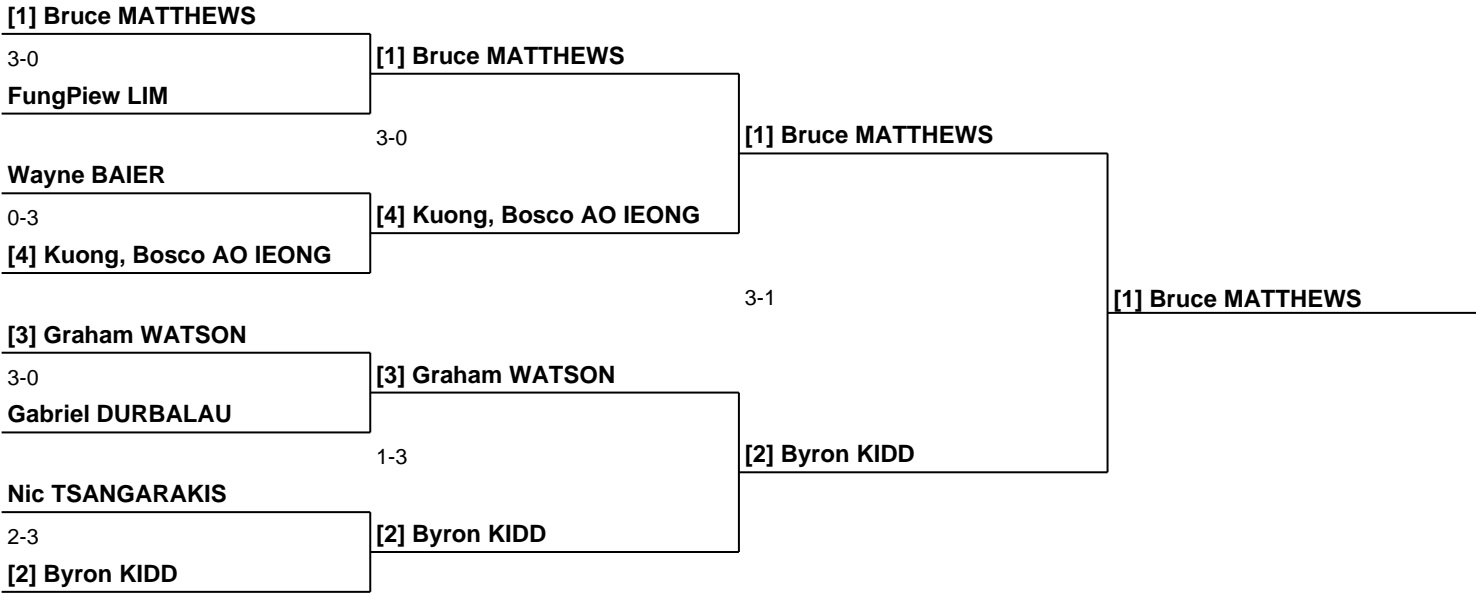 [1] Bruce MATTHEWS
3-0
[1] Bruce MATTHEWS
FungPiew LIM
3-0
[1] Bruce MATTHEWS
Wayne BAIER
0-3
[4] Kuong, Bosco AO IEONG
[4] Kuong, Bosco AO IEONG
3-1
[1] Bruce MATTHEWS
[3] Graham WATSON
3-0
[3] Graham WATSON
Gabriel DURBALAU
1-3
[2] Byron KIDD
Nic TSANGARAKIS
2-3
[2] Byron KIDD
[2] Byron KIDD